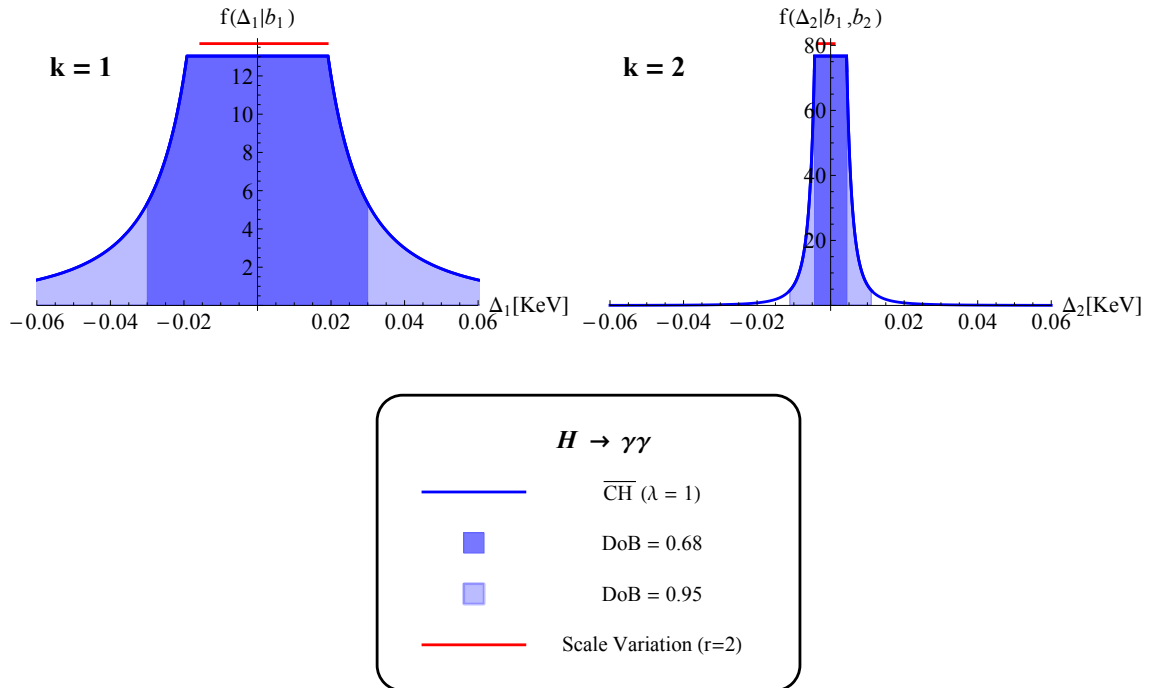 f(Δ₁|b₁)
k = 1
12
10
8
6
4
2
−0.06 −0.04 −0.02 0.02 0.04 0.06 Δ₁[KeV]
f(Δ₂|b₁,b₂)
k = 2
80
60
40
20
−0.06 −0.04 −0.02 0.02 0.04 0.06 Δ₂[KeV]
H → γγ
C̅H̅ (λ = 1)
DoB = 0.68
DoB = 0.95
Scale Variation (r=2)